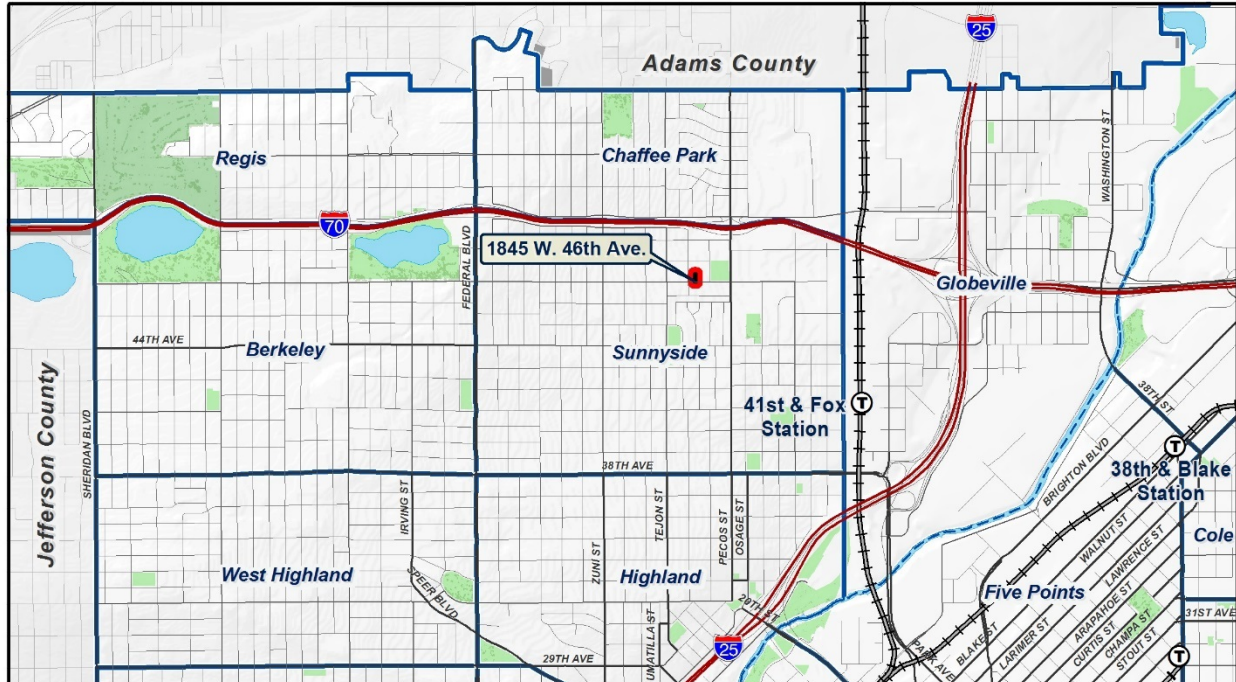 25
Adams County
Regis
Chaffee Park
WASHINGTON ST
70
FEDERAL BLVD
1845 W. 46th Ave.
Globeville
44TH AVE
Berkeley
Sunnyside
Jefferson County
SHERIDAN BLVD
41st & Fox
Station
T
38TH ST
38TH AVE
BRIGHTON BLVD
T
38th & Blake
Station
IRVING ST
ZUNI ST
TEJON ST
PECOS ST
OSAGE ST
WALNUT ST
LAWRENCE ST
Cole
West Highland
SPEER BLVD
Highland
20TH ST
Five Points
ARAPAHOE ST
31ST AVE
UMATILLA ST
25
PARK AVE
BLAKE ST
LARIMER ST
CURTIS ST
CHAMPA ST
STOUT ST
T
29TH AVE